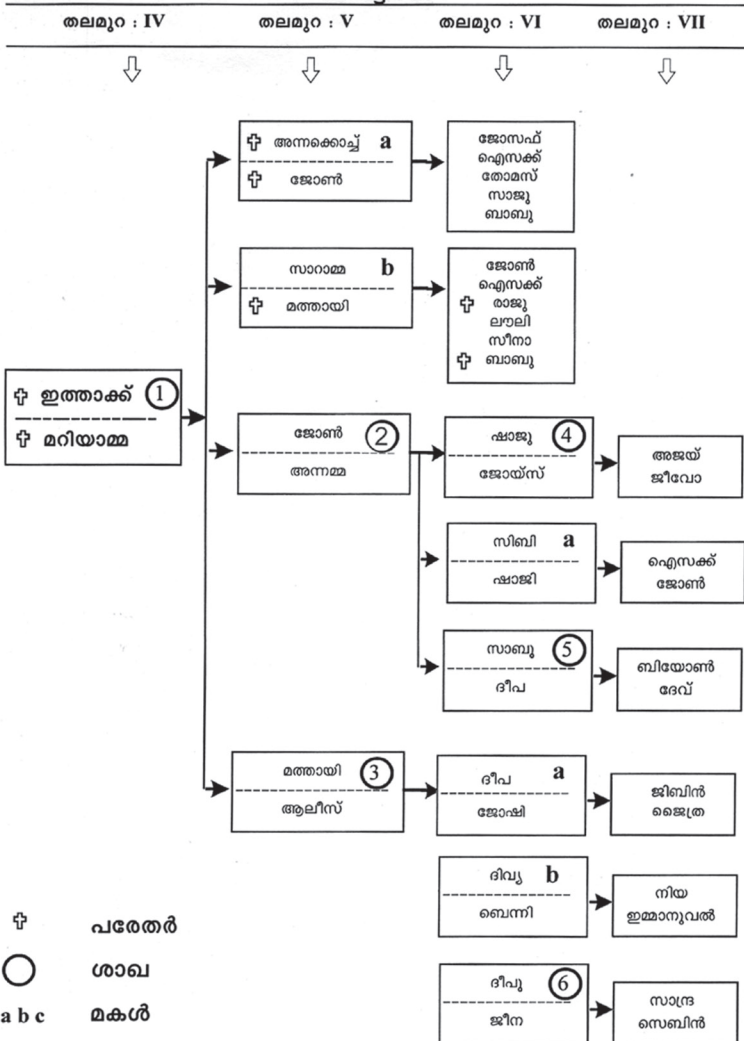 തലമുറ : IV തലമുറ : V തലമുറ : VI തലമുറ : VII
അന്നക്കൊച്ച് a
ജോൺ
ജോസഫ്
ഐസക്ക്
തോമസ്
സാജു
ബാബു
സാറാമ്മ b
മത്തായി
ജോൺ
ഐസക്ക്
രാജു
ലൗലി
സീനാ
ബാബു
ഇത്താക്ക് 1
മറിയാമ്മ
ജോൺ 2
അന്നമ്മ
ഷാജു 4
ജോയ്സ്
അജയ്
ജീവോ
സിബി a
ഷാജി
ഐസക്ക്
ജോൺ
സാബു 5
ദീപ
ബിയോൺ
ദേവ്
മത്തായി 3
ആലീസ്
ദീപ a
ജോഷി
ജിബിൻ
ജൈത്ര
ദിവ്യ b
ബെന്നി
നിയ
ഇമ്മാനുവൽ
ദീപു 6
ജീന
സാന്ദ്ര
സെബിൻ
പരേതർ
ശാഖ
a b c മകൾ